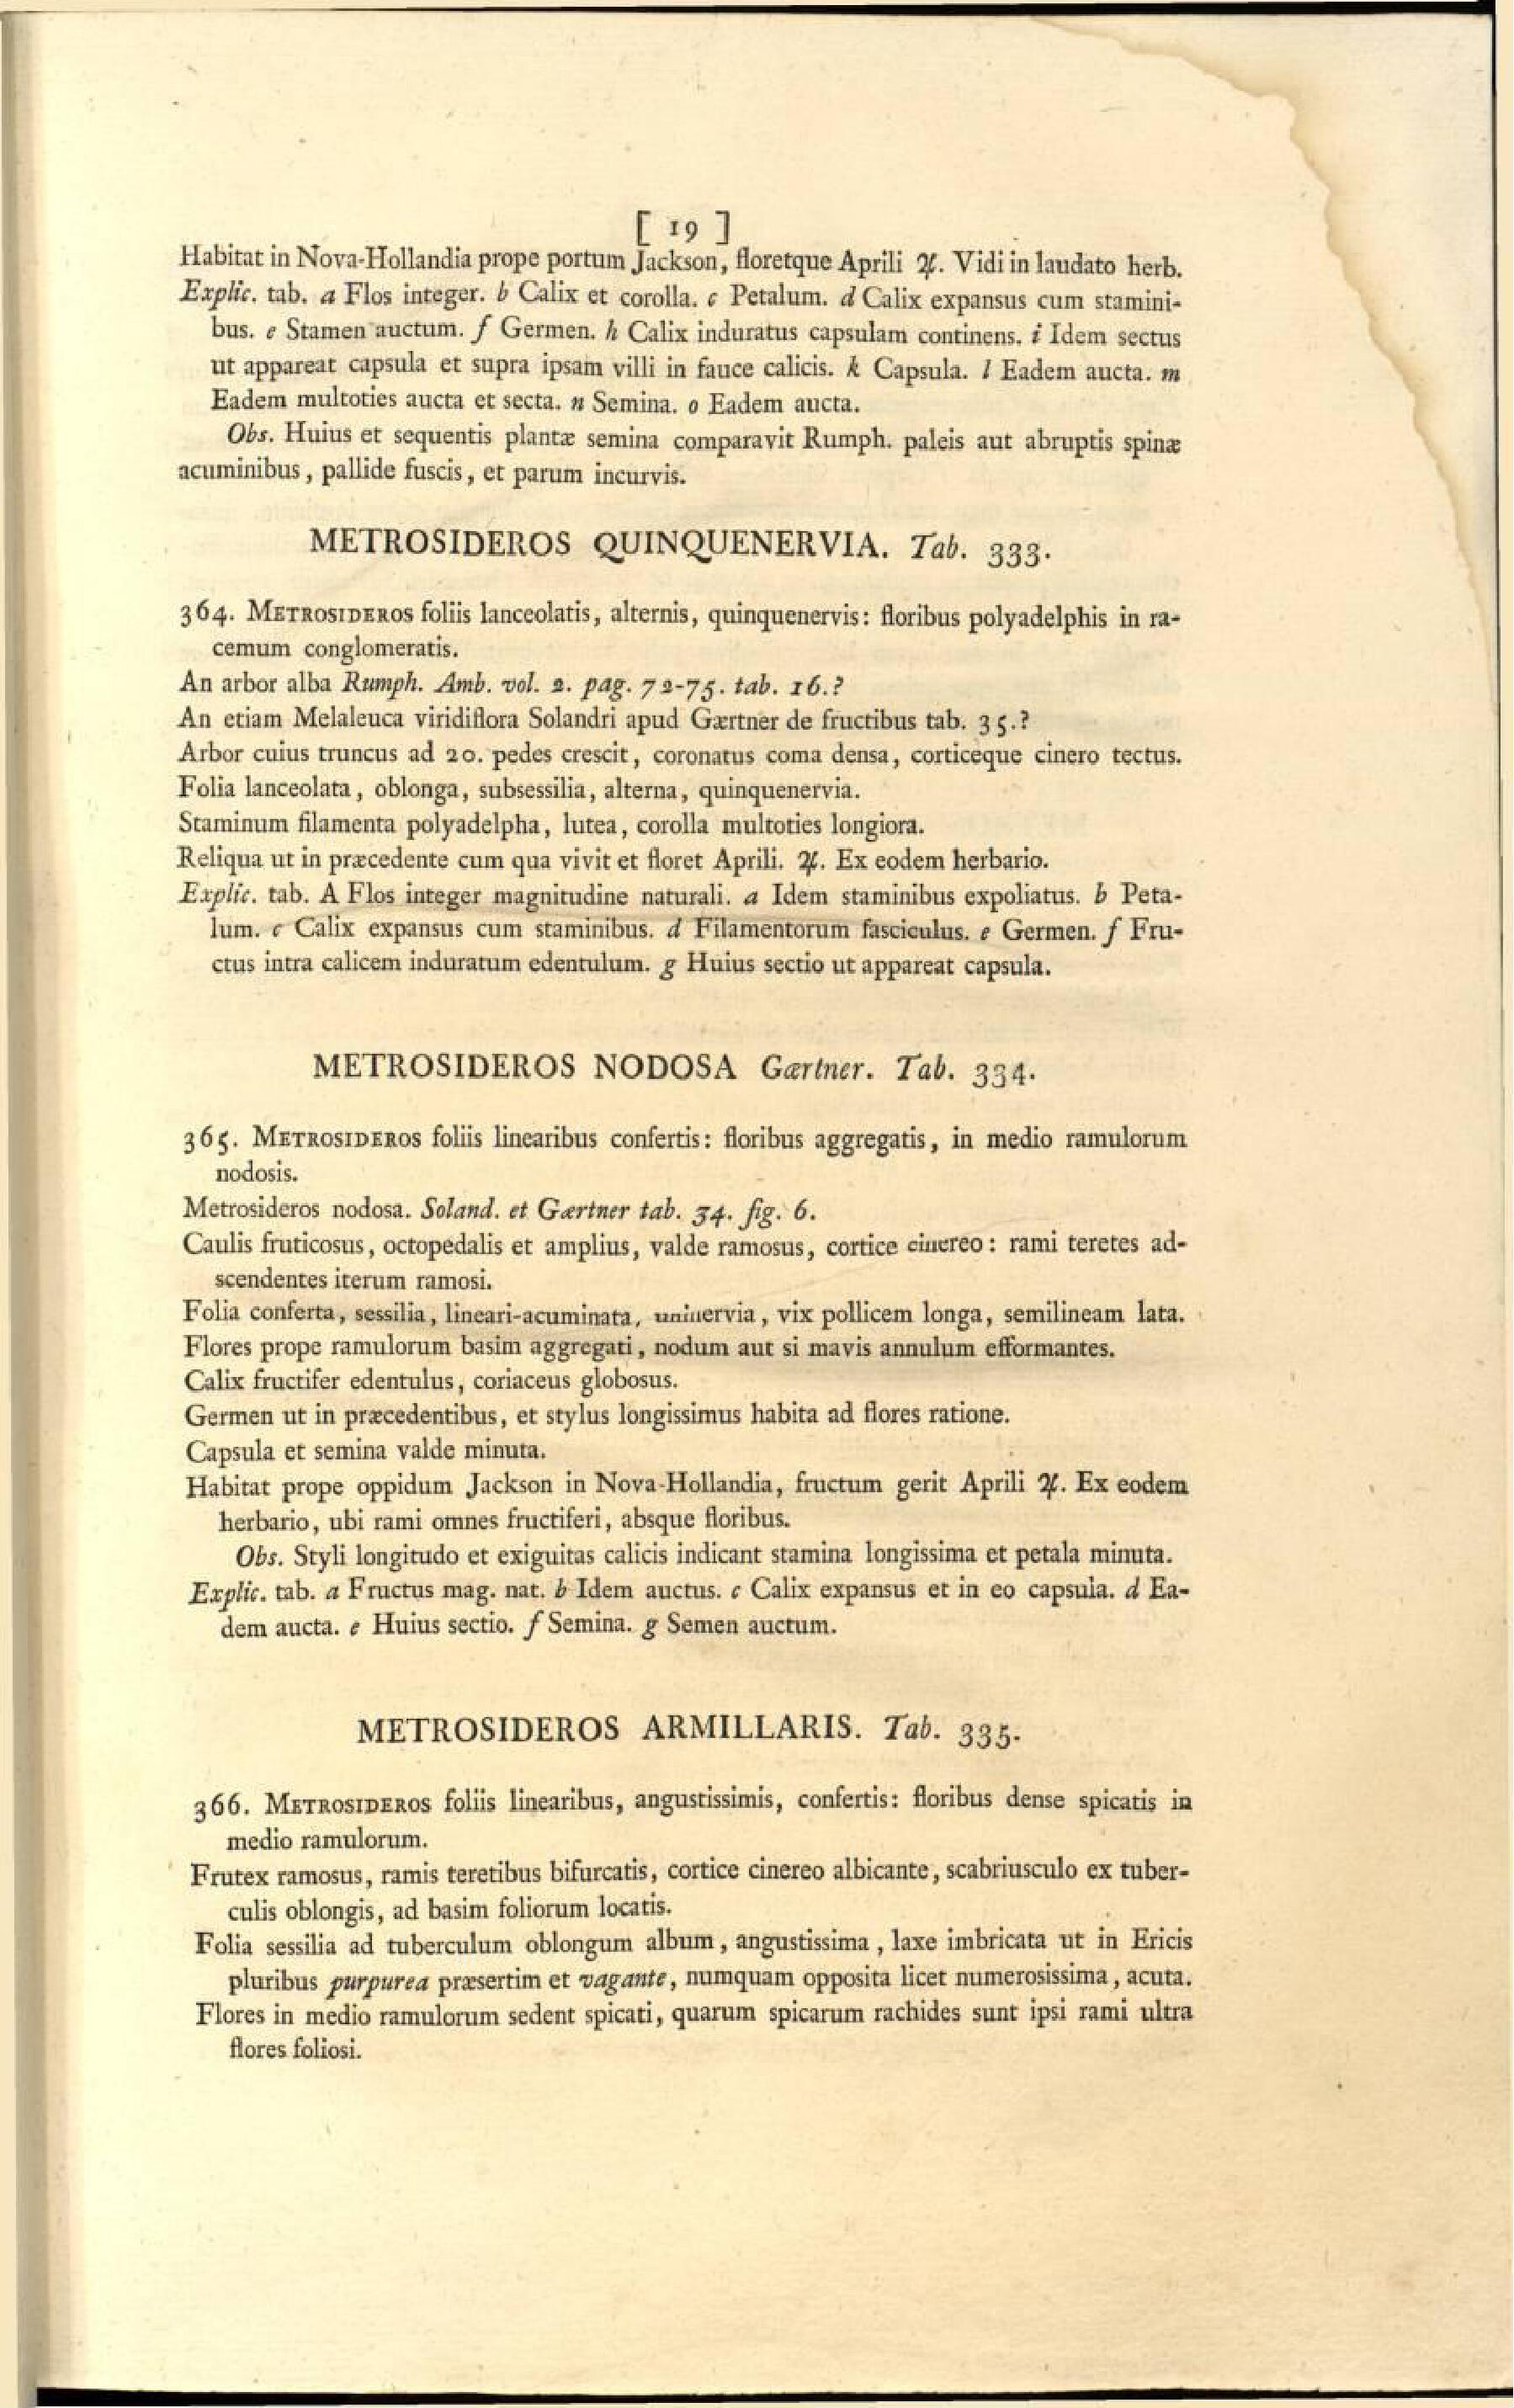 [ 19 ]
Habitat in Nova-Hollandia prope portum Jackson, floretque Aprili ♃. Vidi in laudato herb.
Explic. tab. a Flos integer. b Calix et corolla. c Petalum. d Calix expansus cum stamini-
bus. e Stamen auctum. f Germen. h Calix induratus capsulam continens. i Idem sectus
ut appareat capsula et supra ipsam villi in fauce calicis. k Capsula. l Eadem aucta. m
Eadem multoties aucta et secta. n Semina. o Eadem aucta.
Obs. Huius et sequentis plantæ semina comparavit Rumph. paleis aut abruptis spinæ
acuminibus, pallide fuscis, et parum incurvis.
METROSIDEROS QUINQUENERVIA. Tab. 333.
364. METROSIDEROS foliis lanceolatis, alternis, quinquenervis: floribus polyadelphis in ra-
cemum conglomeratis.
An arbor alba Rumph. Amb. vol. 2. pag. 72-75. tab. 16.?
An etiam Melaleuca viridiflora Solandri apud Gærtner de fructibus tab. 35.?
Arbor cuius truncus ad 20. pedes crescit, coronatus coma densa, corticeque cinero tectus.
Folia lanceolata, oblonga, subsessilia, alterna, quinquenervia.
Staminum filamenta polyadelpha, lutea, corolla multoties longiora.
Reliqua ut in præcedente cum qua vivit et floret Aprili. ♃. Ex eodem herbario.
Explic. tab. A Flos integer magnitudine naturali. a Idem staminibus expoliatus. b Peta-
lum. c Calix expansus cum staminibus. d Filamentorum fasciculus. e Germen. f Fru-
ctus intra calicem induratum edentulum. g Huius sectio ut appareat capsula.
METROSIDEROS NODOSA Gærtner. Tab. 334.
365. METROSIDEROS foliis linearibus confertis: floribus aggregatis, in medio ramulorum
nodosis.
Metrosideros nodosa. Soland. et Gærtner tab. 34. fig. 6.
Caulis fruticosus, octopedalis et amplius, valde ramosus, cortice cinereo: rami teretes ad-
scendentes iterum ramosi.
Folia conferta, sessilia, lineari-acuminata, uninervia, vix pollicem longa, semilineam lata.
Flores prope ramulorum basim aggregati, nodum aut si mavis annulum efformantes.
Calix fructifer edentulus, coriaceus globosus.
Germen ut in præcedentibus, et stylus longissimus habita ad flores ratione.
Capsula et semina valde minuta.
Habitat prope oppidum Jackson in Nova-Hollandia, fructum gerit Aprili ♃. Ex eodem
herbario, ubi rami omnes fructiferi, absque floribus.
Obs. Styli longitudo et exiguitas calicis indicant stamina longissima et petala minuta.
Explic. tab. a Fructus mag. nat. b Idem auctus. c Calix expansus et in eo capsula. d Ea-
dem aucta. e Huius sectio. f Semina. g Semen auctum.
METROSIDEROS ARMILLARIS. Tab. 335.
366. METROSIDEROS foliis linearibus, angustissimis, confertis: floribus dense spicatis in
medio ramulorum.
Frutex ramosus, ramis teretibus bifurcatis, cortice cinereo albicante, scabriusculo ex tuber-
culis oblongis, ad basim foliorum locatis.
Folia sessilia ad tuberculum oblongum album, angustissima, laxe imbricata ut in Ericis
pluribus purpurea præsertim et vagante, numquam opposita licet numerosissima, acuta.
Flores in medio ramulorum sedent spicati, quarum spicarum rachides sunt ipsi rami ultra
flores foliosi.